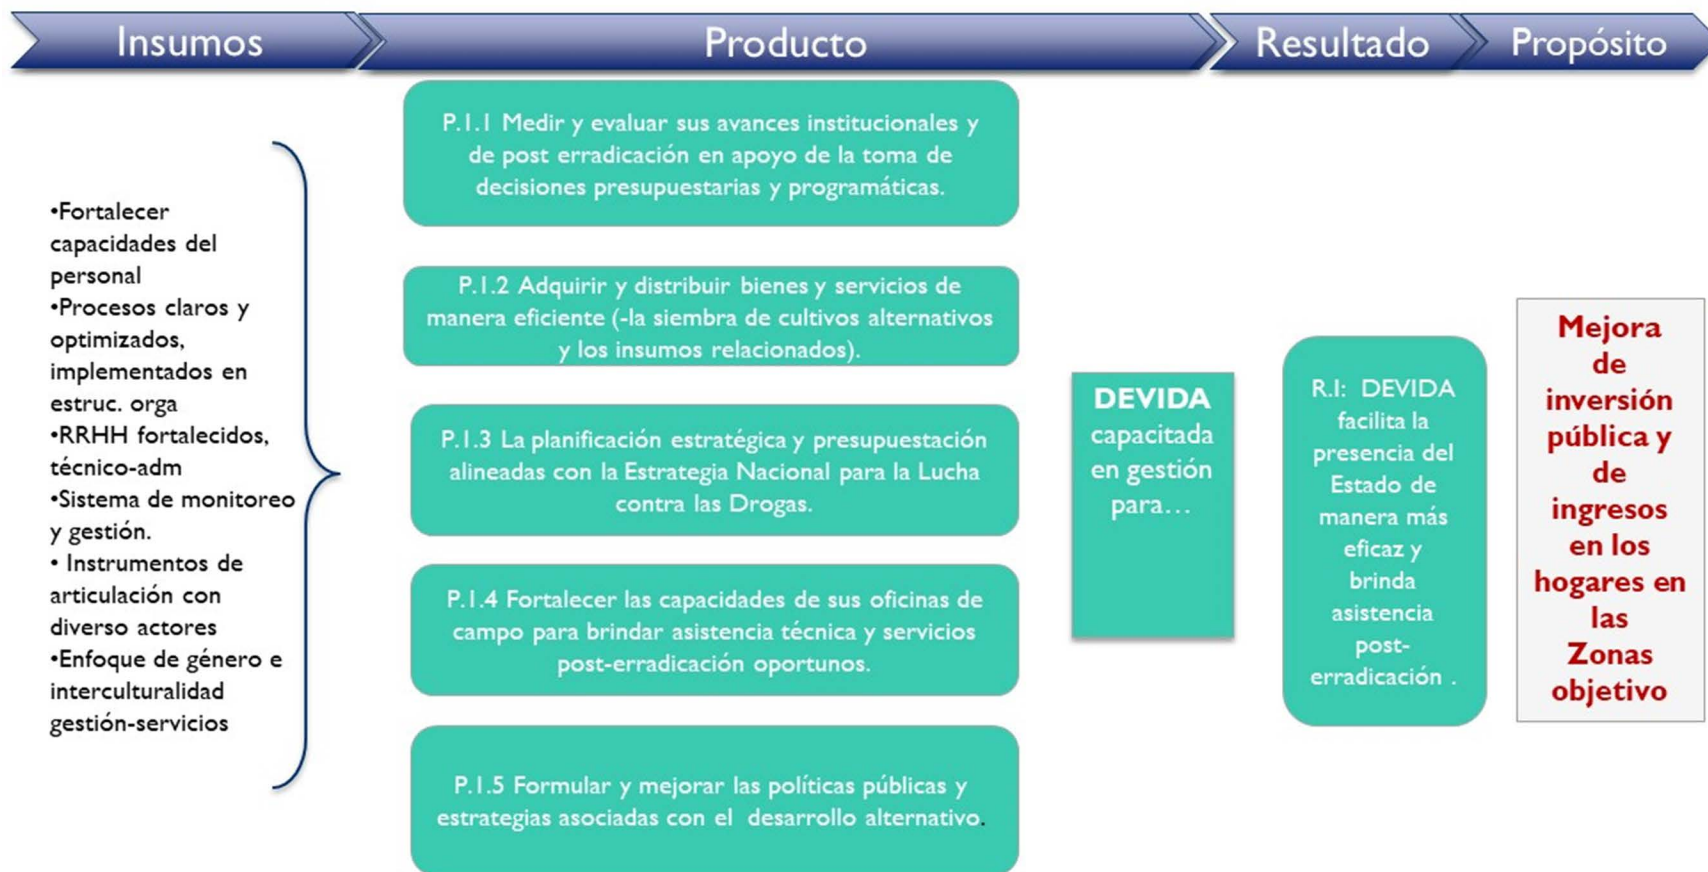 Insumos
Producto
Resultado
Propósito
•Fortalecer
capacidades del
personal
•Procesos claros y
optimizados,
implementados en
estruc. orga
•RRHH fortalecidos,
técnico-adm
•Sistema de monitoreo
y gestión.
• Instrumentos de
articulación con
diverso actores
•Enfoque de género e
interculturalidad
gestión-servicios
P.1.1 Medir y evaluar sus avances institucionales y
de post erradicación en apoyo de la toma de
decisiones presupuestarias y programáticas.
P.1.2 Adquirir y distribuir bienes y servicios de
manera eficiente (-la siembra de cultivos alternativos
y los insumos relacionados).
P.1.3 La planificación estratégica y presupuestación
alineadas con la Estrategia Nacional para la Lucha
contra las Drogas.
P.1.4 Fortalecer las capacidades de sus oficinas de
campo para brindar asistencia técnica y servicios
post-erradicación oportunos.
P.1.5 Formular y mejorar las políticas públicas y
estrategias asociadas con el desarrollo alternativo.
DEVIDA
capacitada
en gestión
para…
R.I: DEVIDA
facilita la
presencia del
Estado de
manera más
eficaz y
brinda
asistencia
post-
erradicación .
Mejora
de
inversión
pública y
de
ingresos
en los
hogares en
las
Zonas
objetivo